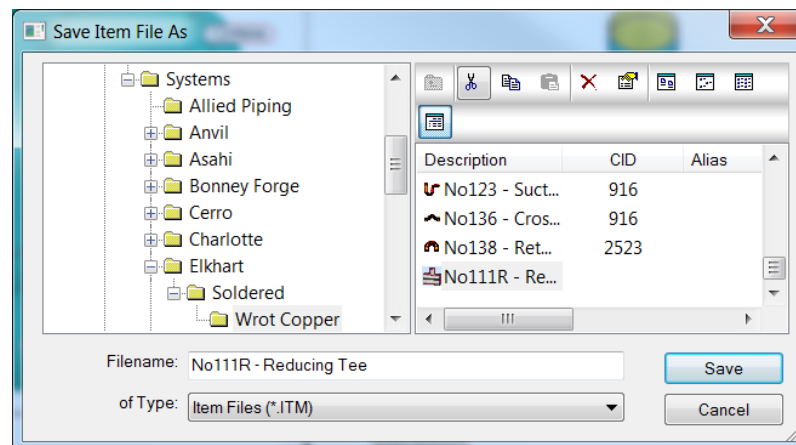 Save Item File As
Systems
Allied Piping
Anvil
Asahi
Bonney Forge
Cerro
Charlotte
Elkhart
Soldered
Wrot Copper
Description CID Alias
No123 - Suct... 916
No136 - Cros... 916
No138 - Ret... 2523
No111R - Re...
Filename: No111R - Reducing Tee
Save
of Type: Item Files (*.ITM)
Cancel